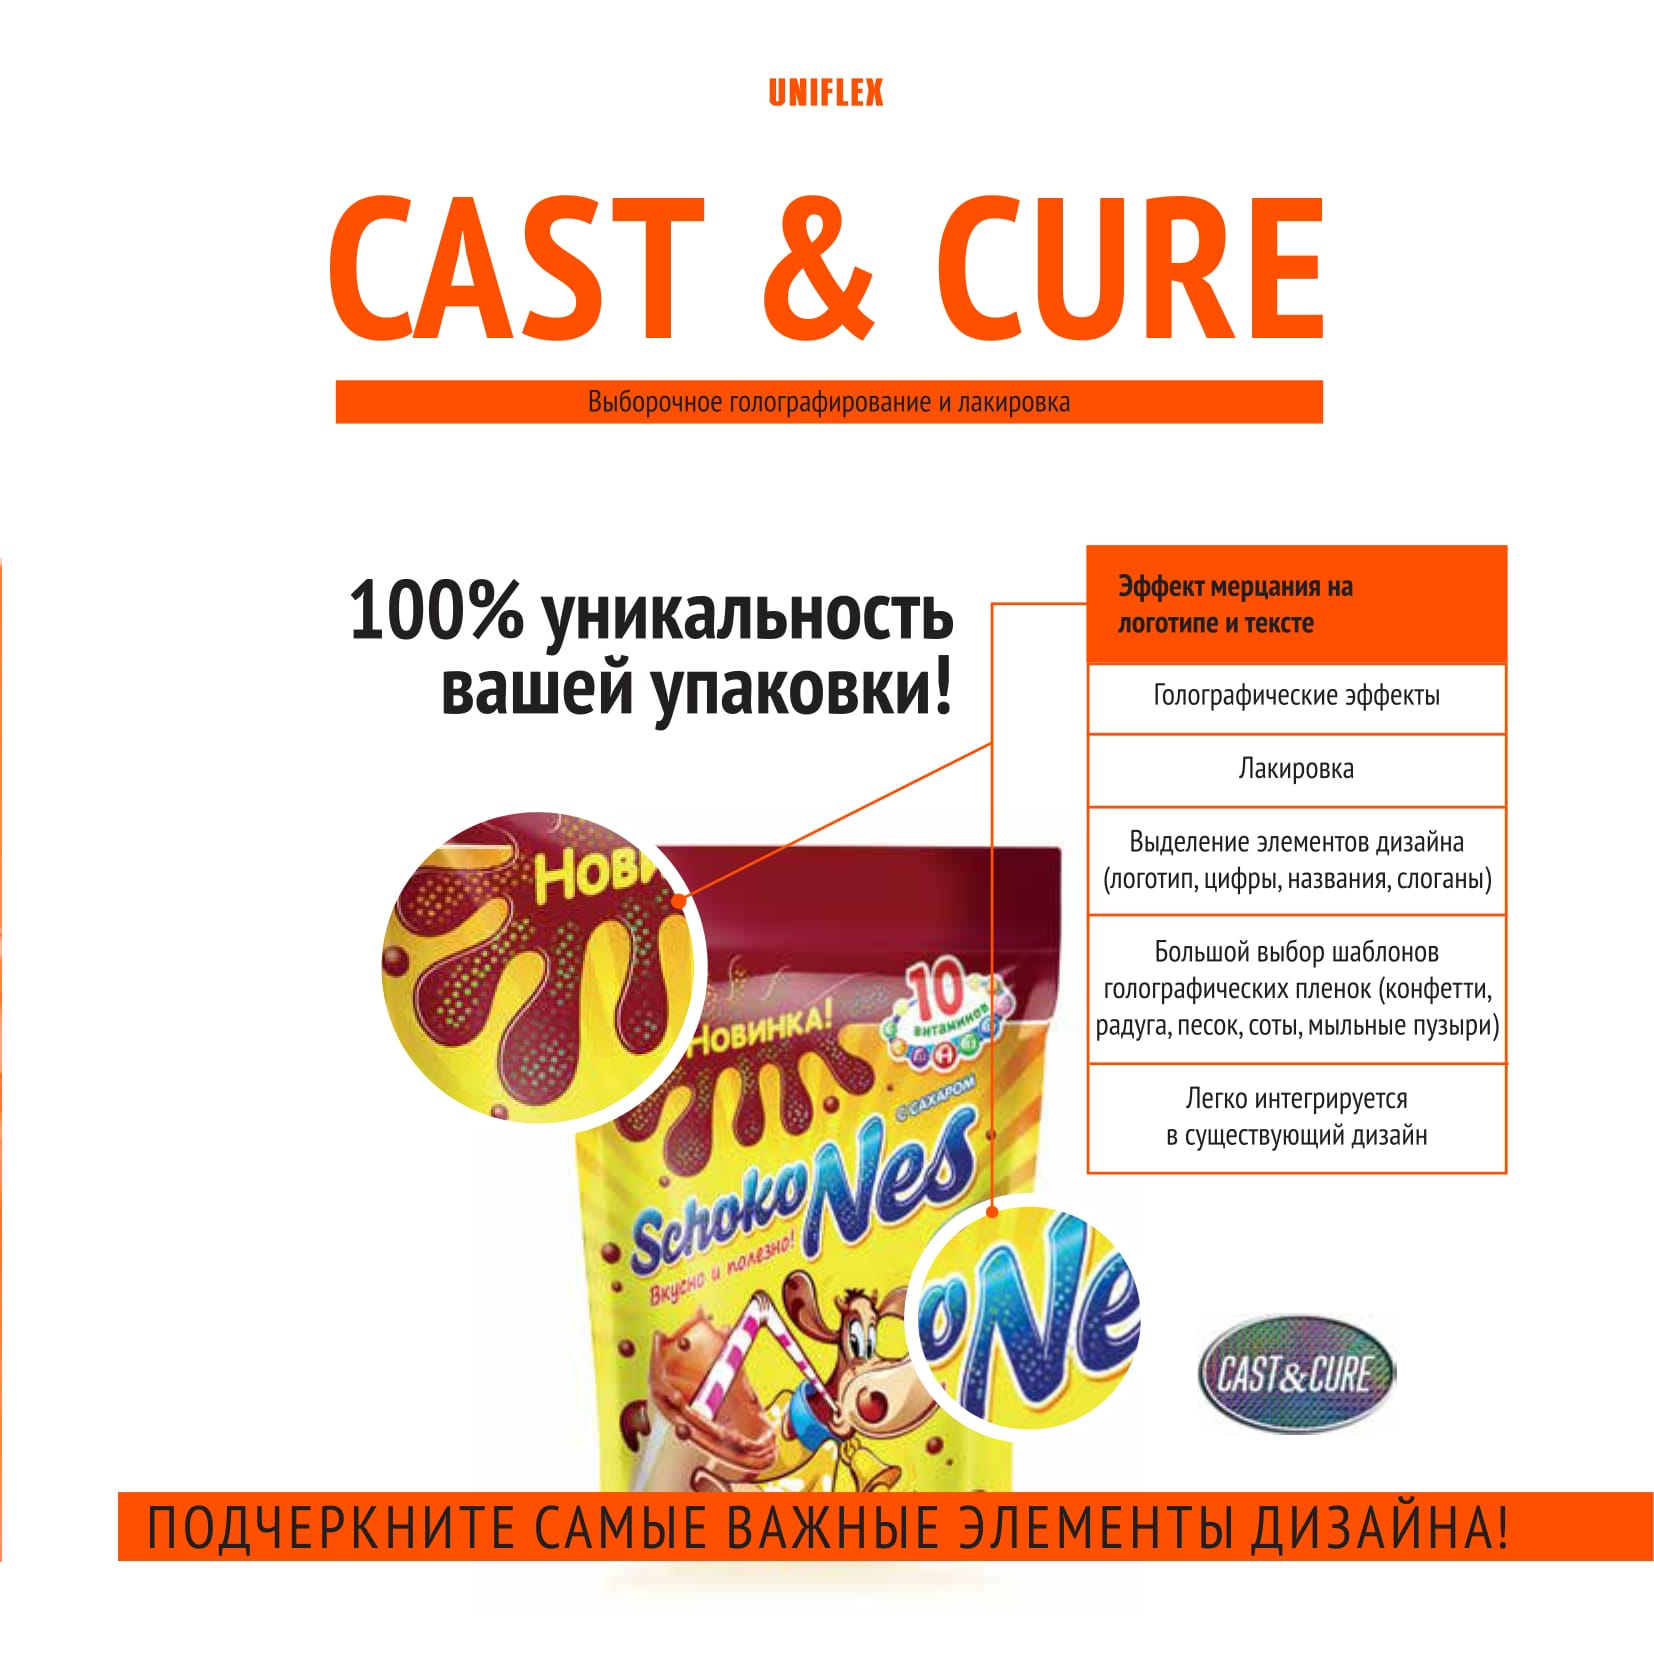 UNIFLEX
CAST & CURE
Выборочное голографирование и лакировка
100% уникальность
вашей упаковки!
Эффект мерцания на
логотипе и тексте
Голографические эффекты
Лакировка
Выделение элементов дизайна
(логотип, цифры, названия, слоганы)
Большой выбор шаблонов
голографических пленок (конфетти,
радуга, песок, соты, мыльные пузыри)
Легко интегрируется
в существующий дизайн
Нови
Новинка!
10
витаминов
с сахаром
SchokoNes
Вкусно и полезно!
oNe
CAST&CURE
ПОДЧЕРКНИТЕ САМЫЕ ВАЖНЫЕ ЭЛЕМЕНТЫ ДИЗАЙНА!